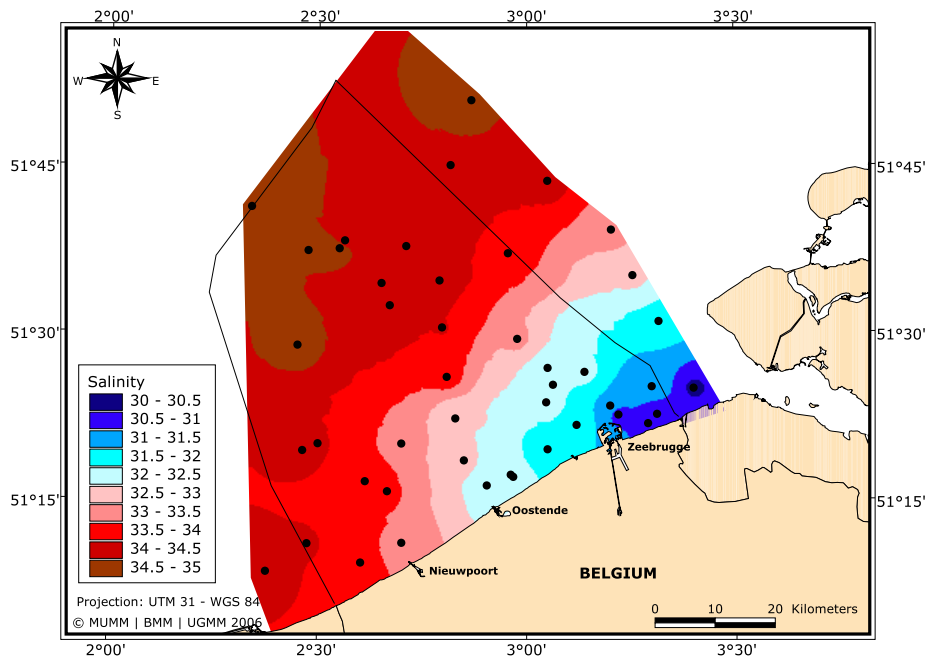 2°00' 2°30' 3°00' 3°30'
N
W E
S
51°45' 51°45'
51°30' 51°30'
Salinity
30 - 30.5
30.5 - 31
31 - 31.5
31.5 - 32
32 - 32.5
32.5 - 33
33 - 33.5
33.5 - 34
34 - 34.5
34.5 - 35
Zeebrugge
51°15' 51°15'
Oostende
Nieuwpoort
BELGIUM
Projection: UTM 31 - WGS 84
0 10 20 Kilometers
© MUMM | BMM | UGMM 2006
2°00' 2°30' 3°00' 3°30'